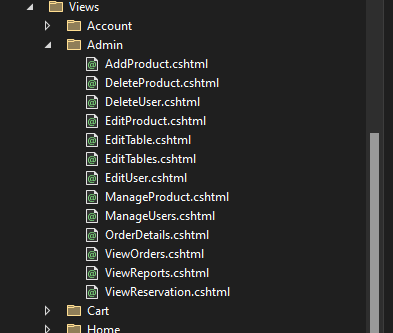 Views
Account
Admin
AddProduct.cshtml
DeleteProduct.cshtml
DeleteUser.cshtml
EditProduct.cshtml
EditTable.cshtml
EditTables.cshtml
EditUser.cshtml
ManageProduct.cshtml
ManageUsers.cshtml
OrderDetails.cshtml
ViewOrders.cshtml
ViewReports.cshtml
ViewReservation.cshtml
Cart
Home